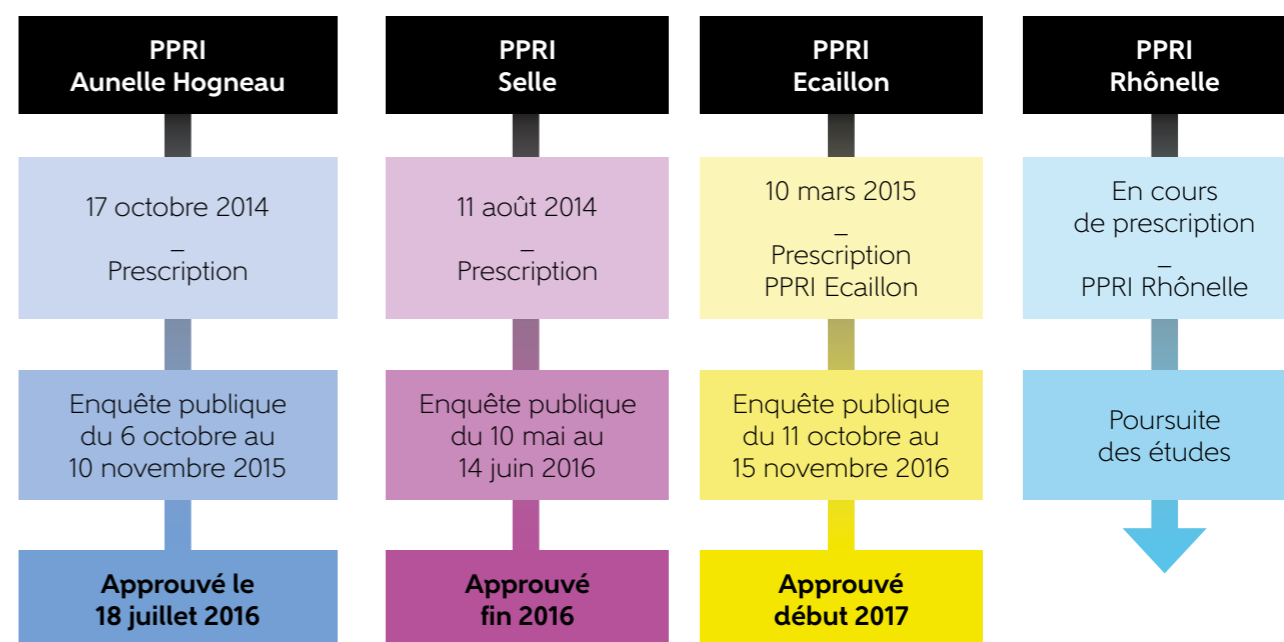 PPRI
Aunelle Hogneau
17 octobre 2014
_
Prescription
Enquête publique
du 6 octobre au
10 novembre 2015
Approuvé le
18 juillet 2016
PPRI
Selle
11 août 2014
_
Prescription
Enquête publique
du 10 mai au
14 juin 2016
Approuvé
fin 2016
PPRI
Ecaillon
10 mars 2015
_
Prescription
PPRI Ecaillon
Enquête publique
du 11 octobre au
15 novembre 2016
Approuvé
début 2017
PPRI
Rhônelle
En cours
de prescription
_
PPRI Rhônelle
Poursuite
des études